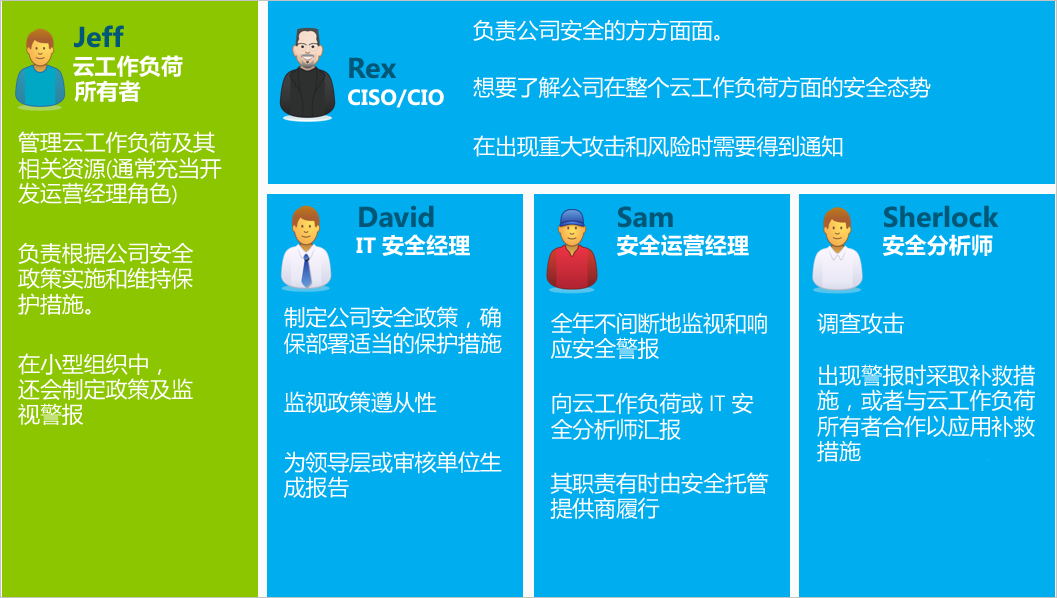 Jeff
云工作负荷
所有者
管理云工作负荷及其
相关资源(通常充当开
发运营经理角色)
负责根据公司安全
政策实施和维持保
护措施。
在小型组织中，
还会制定政策及监
视警报
Rex
CISO/CIO
负责公司安全的方方面面。
想要了解公司在整个云工作负荷方面的安全态势
在出现重大攻击和风险时需要得到通知
David
IT 安全经理
制定公司安全政策，确
保部署适当的保护措施
监视政策遵从性
为领导层或审核单位生
成报告
Sam
安全运营经理
全年不间断地监视和响
应安全警报
向云工作负荷或 IT 安
全分析师汇报
其职责有时由安全托管
提供商履行
Sherlock
安全分析师
调查攻击
出现警报时采取补救措
施，或者与云工作负荷
所有者合作以应用补救
措施